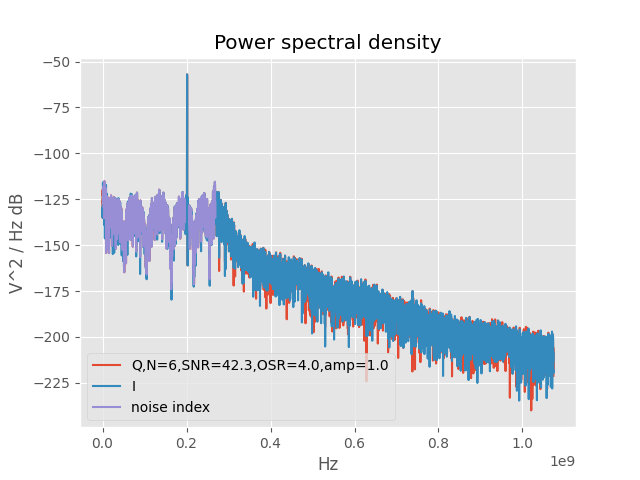 Power spectral density
−50
−75
−100
−125
−150
−175
−200
−225
V^2 / Hz dB
Q,N=6,SNR=42.3,OSR=4.0,amp=1.0
I
noise index
0.0
0.2
0.4
0.6
0.8
1.0
1e9
Hz